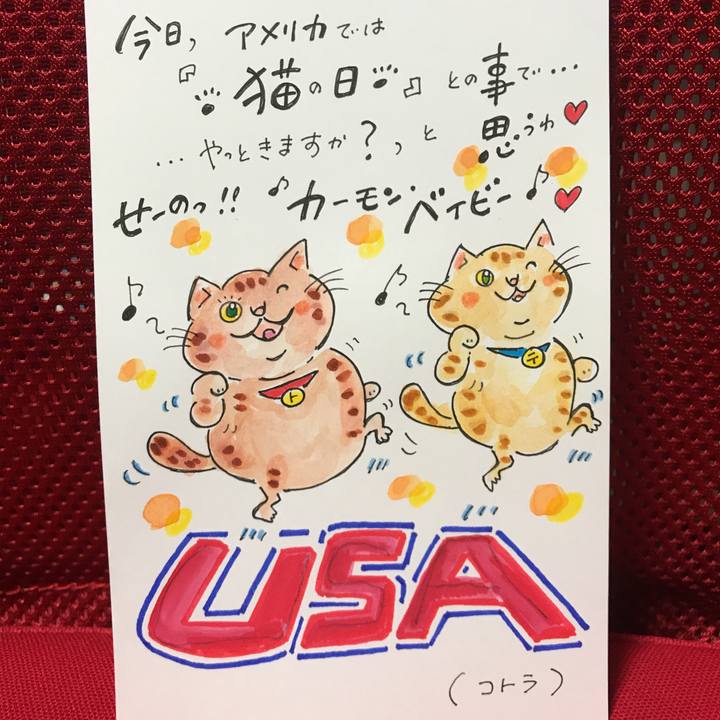 今日、アメリカでは
『猫の日』との事で…
…やっときますか？、と思うわ♥
せーのっ!!♪カーモン・ベイビー♪♥
ト
テ
USA
(コトラ)